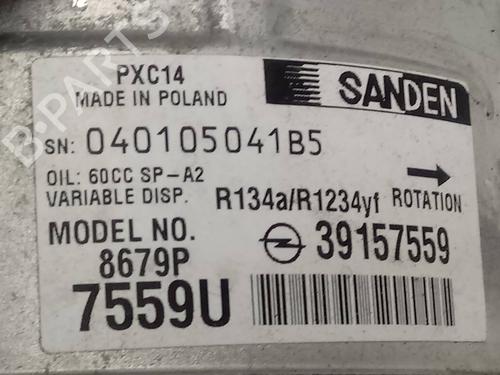 PXC14
MADE IN POLAND
SANDEN
SN: 040105041B5
OIL: 60CC SP-A2
VARIABLE DISP.
R134a/R1234yf ROTATION
MODEL NO.
8679P
39157559
7559U
B-PARTS